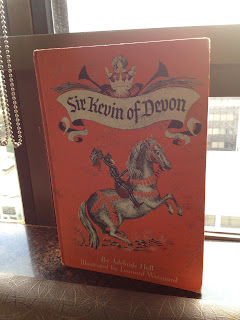 Sir Kevin of Devon
By Adelaide Holl
Illustrated by Leonard Weisgard